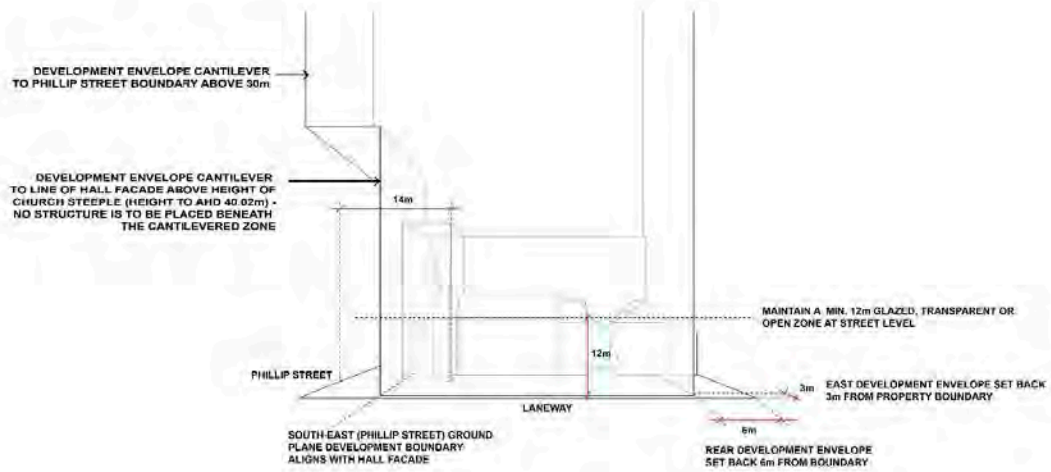 DEVELOPMENT ENVELOPE CANTILEVER
TO PHILLIP STREET BOUNDARY ABOVE 50m
DEVELOPMENT ENVELOPE CANTILEVER
TO LINE OF HALL FACADE ABOVE HEIGHT OF
CHURCH STEEPLE (HEIGHT TO AHD 40.02m) -
NO STRUCTURE IS TO BE PLACED BENEATH
THE CANTILEVERED ZONE
14m
MAINTAIN A MIN. 12m GLAZED, TRANSPARENT OR
OPEN ZONE AT STREET LEVEL
12m
PHILLIP STREET
3m
EAST DEVELOPMENT ENVELOPE SET BACK
3m FROM PROPERTY BOUNDARY
LANEWAY
6m
SOUTH-EAST (PHILLIP STREET) GROUND
PLANE DEVELOPMENT BOUNDARY
ALIGNS WITH HALL FACADE
REAR DEVELOPMENT ENVELOPE
SET BACK 6m FROM BOUNDARY